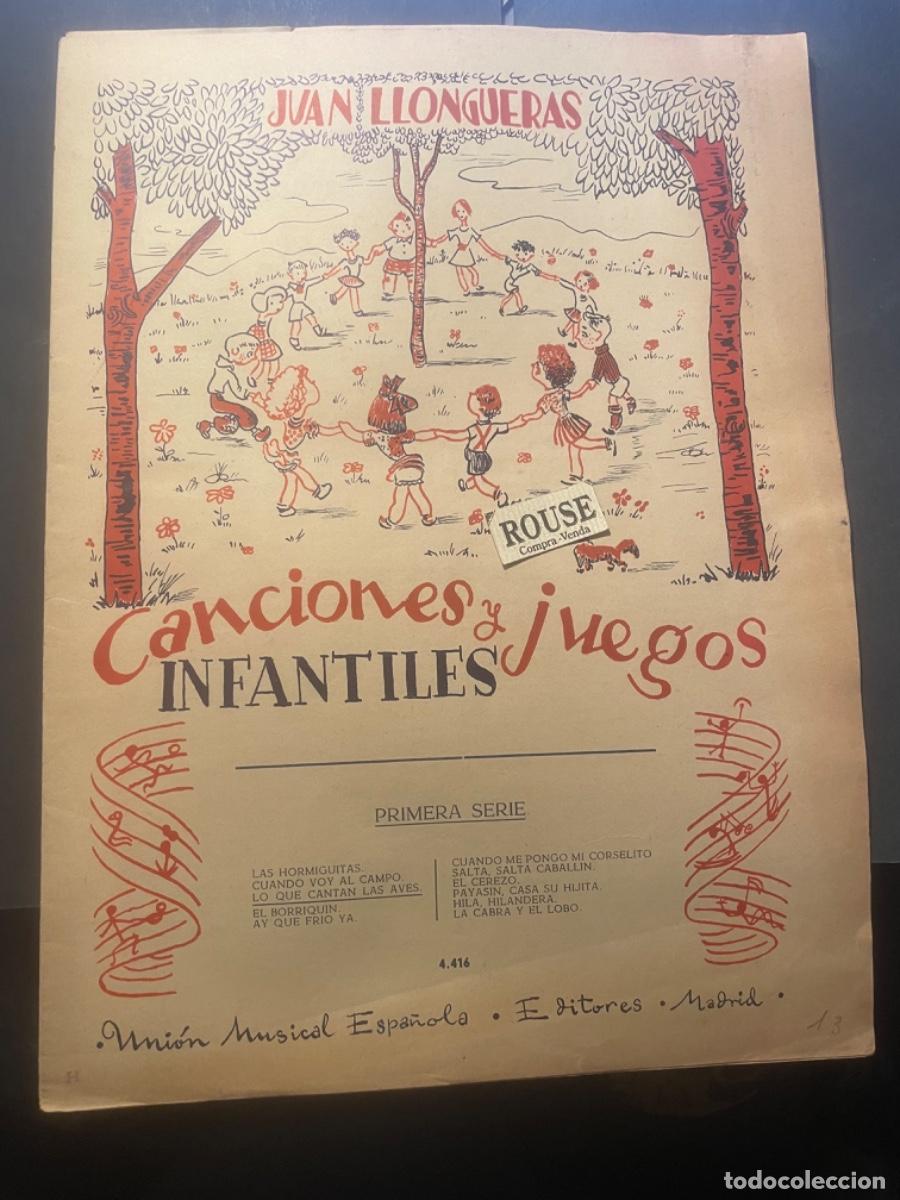 JUAN LLONGUERAS
ROUSE
Compra-Venda
Canciones y juegos
INFANTILES
PRIMERA SERIE
LAS HORMIGUITAS.
CUANDO VOY AL CAMPO.
LO QUE CANTAN LAS AVES.
EL BORRIQUIN.
AY QUE FRIO YA.
CUANDO ME PONGO MI CORSELITO
SALTA, SALTA CABALLIN.
EL CEREZO.
PAYASIN, CASA SU HIJITA.
HILA, HILANDERA.
LA CABRA Y EL LOBO.
4.416
• Unión Musical Española • Editores • Madrid •
13
H
todocoleccion